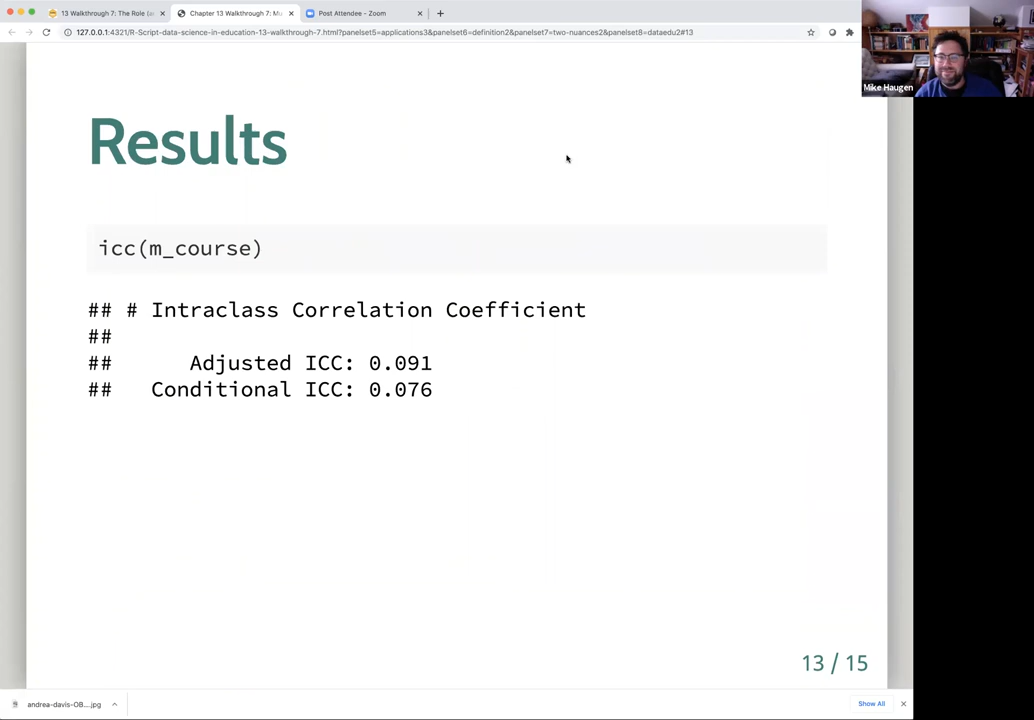 13 Walkthrough 7: The Role (an
Chapter 13 Walkthrough 7: Mu
Post Attendee - Zoom
127.0.0.1:4321/R-Script-data-science-in-education-13-walkthrough-7.html?panelset5=applications3&panelset6=definition2&panelset7=two-nuances2&panelset8=dataedu2#13
Mike Haugen
Results
icc(m_course)
## # Intraclass Correlation Coefficient
##
## Adjusted ICC: 0.091
## Conditional ICC: 0.076
13 / 15
andrea-davis-OB....jpg
Show All